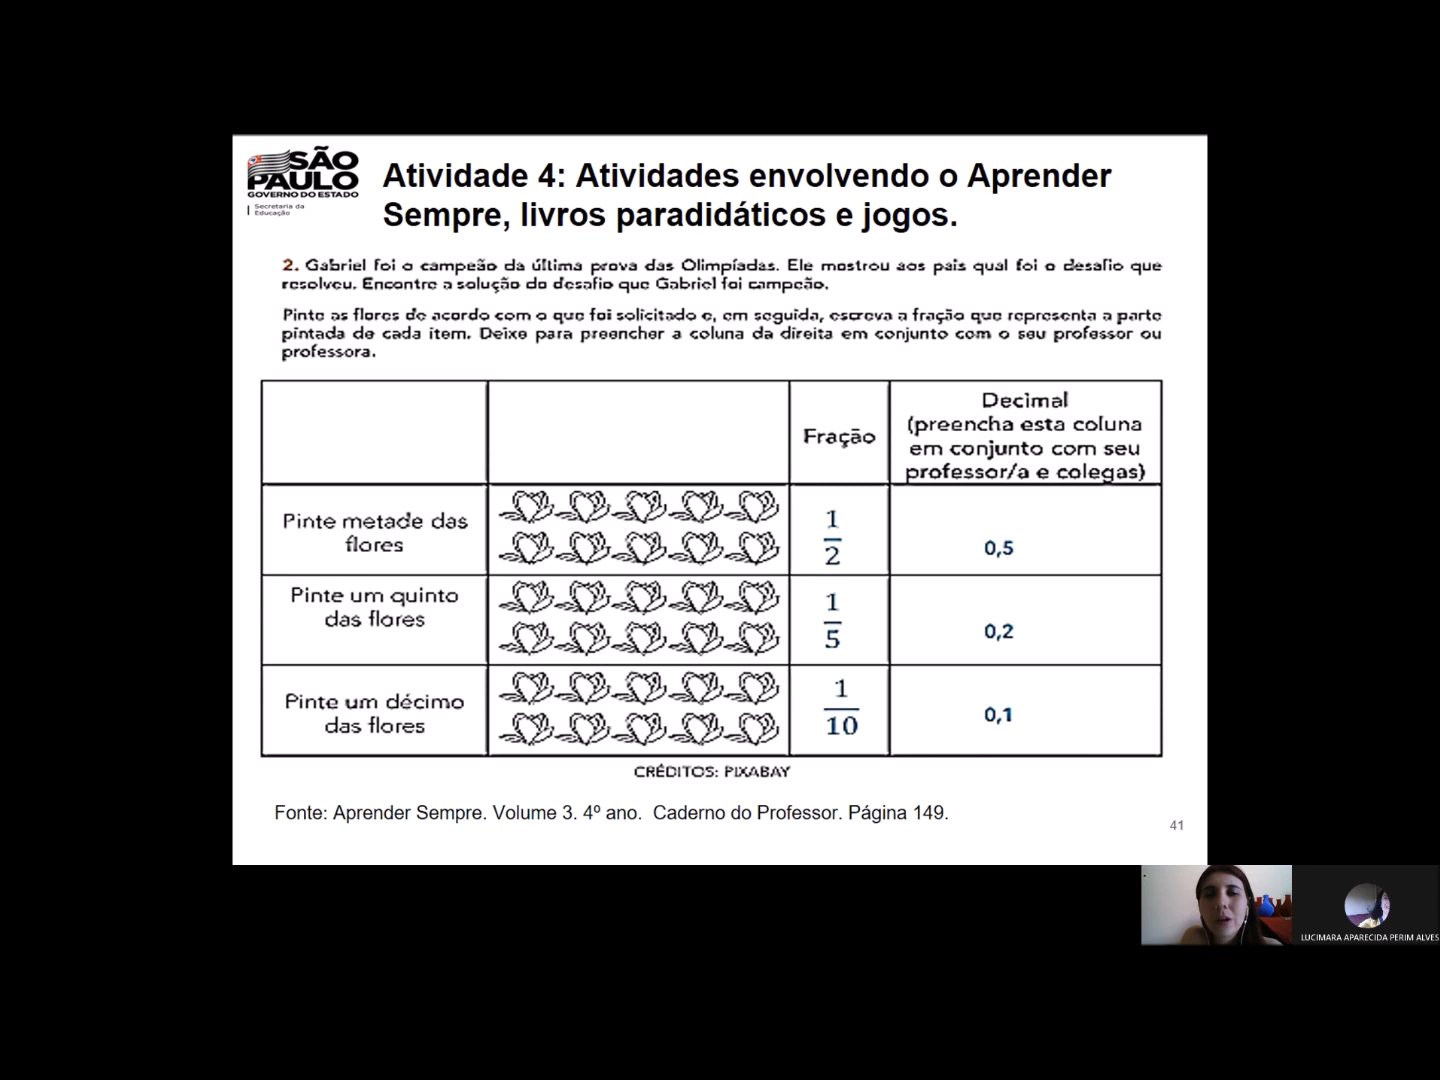 SÃO
PAULO
GOVERNO DO ESTADO
Secretaria da
Educação
Atividade 4: Atividades envolvendo o Aprender
Sempre, livros paradidáticos e jogos.
2. Gabriel foi o campeão da última prova das Olimpíadas. Ele mostrou aos pais qual foi o desafio que
resolveu. Encontre a solução do desafio que Gabriel foi campeão.
Pinte as flores de acordo com o que foi solicitado e, em seguida, escreva a fração que representa a parte
pintada de cada item. Deixe para preencher a coluna da direita em conjunto com o seu professor ou
professora.
Fração
Decimal
(preencha esta coluna
em conjunto com seu
professor/a e colegas)
Pinte metade das
flores
1
2
0,5
Pinte um quinto
das flores
1
5
0,2
Pinte um décimo
das flores
1
10
0,1
CRÉDITOS: PIXABAY
Fonte: Aprender Sempre. Volume 3. 4º ano. Caderno do Professor. Página 149.
41
LUCIMARA APARECIDA PERIM ALVES